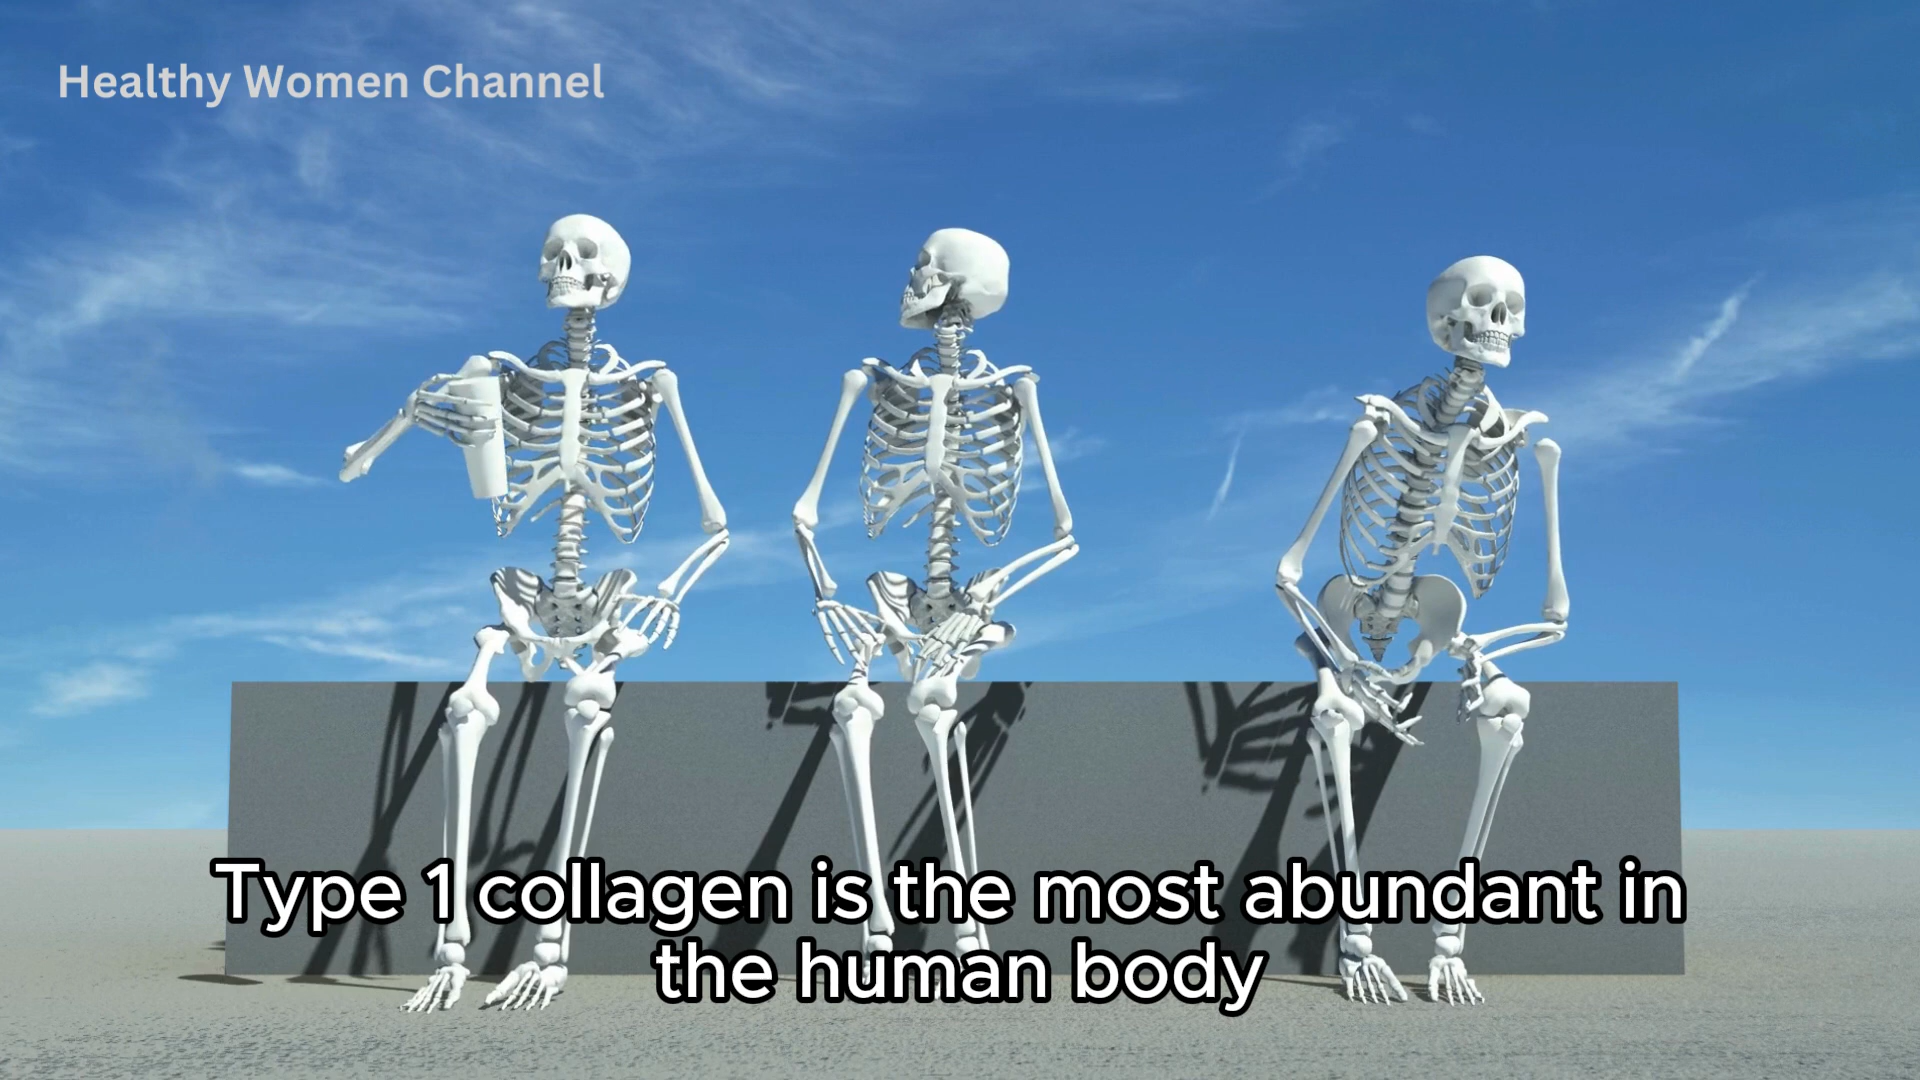 Healthy Women Channel
Type 1 collagen is the most abundant in
the human body